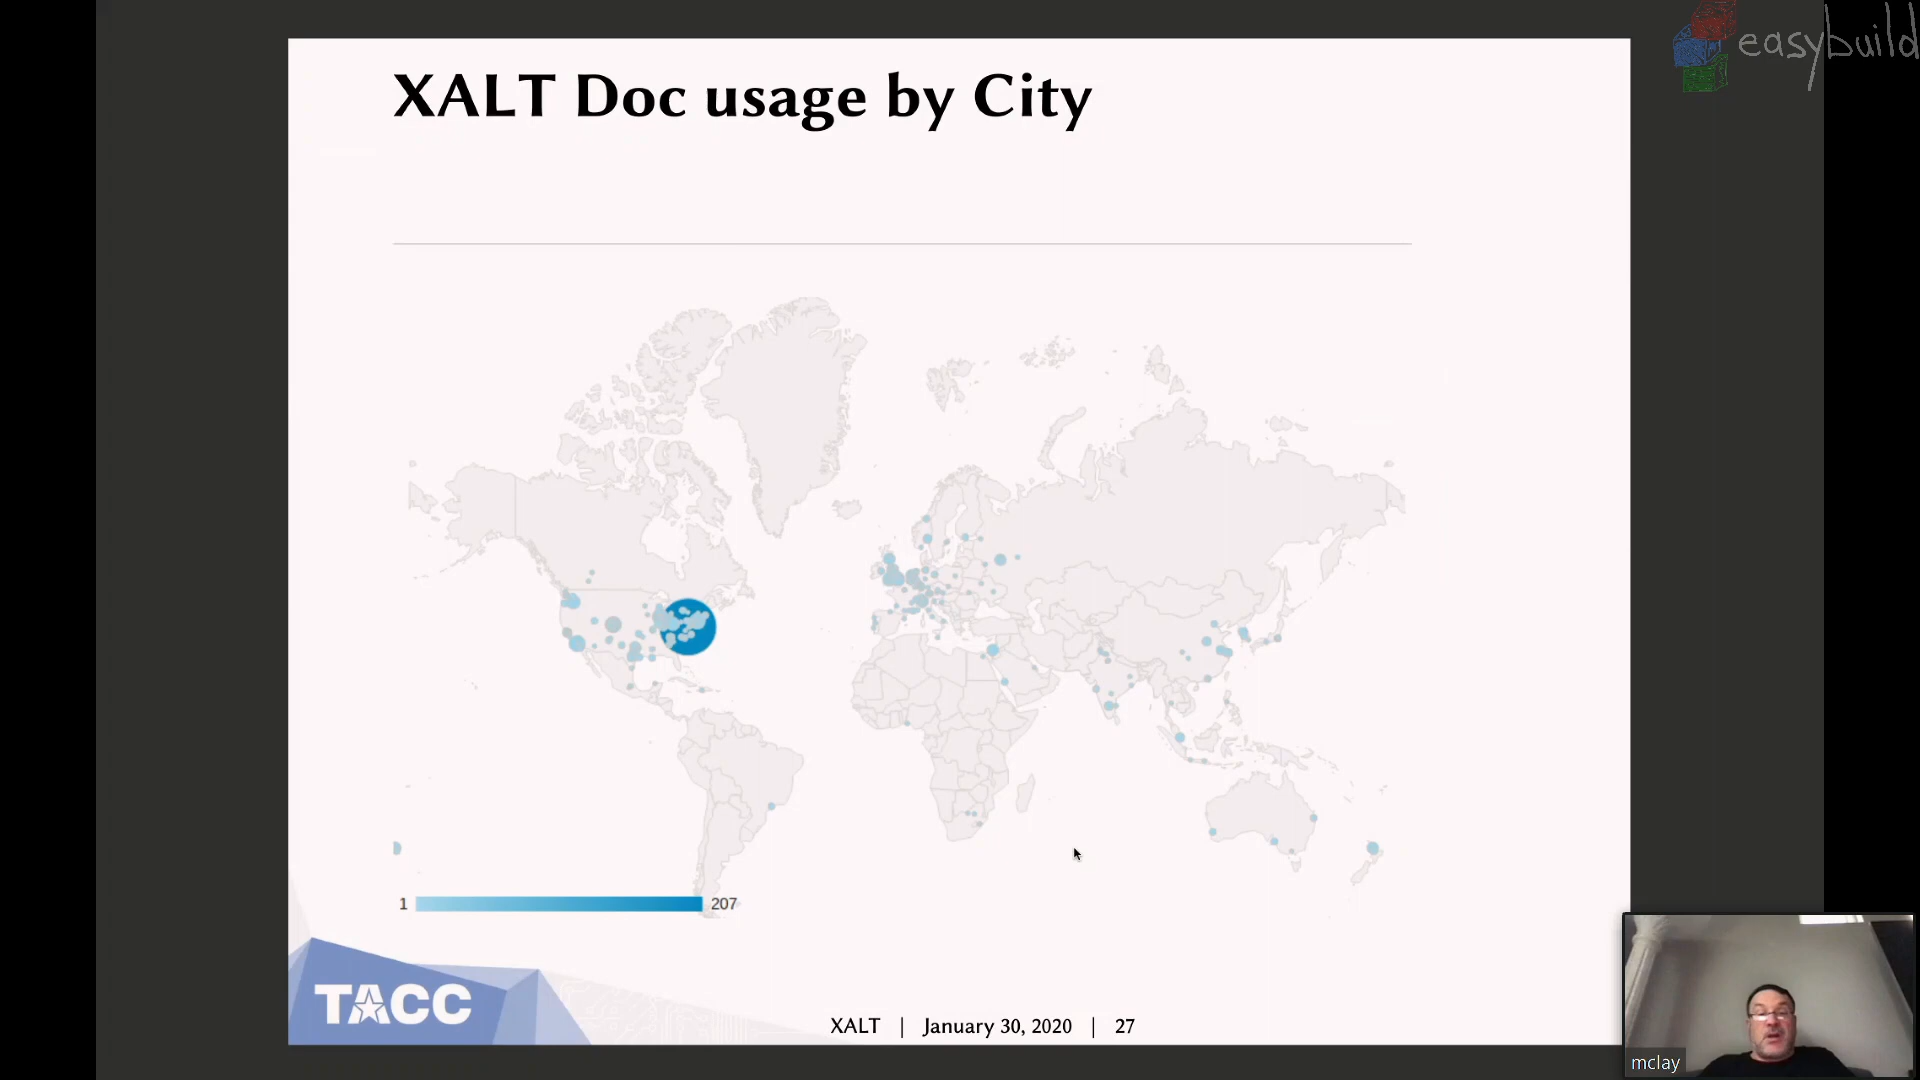 easybuild
XALT Doc usage by City
1
207
TACC
XALT | January 30, 2020 | 27
mclay